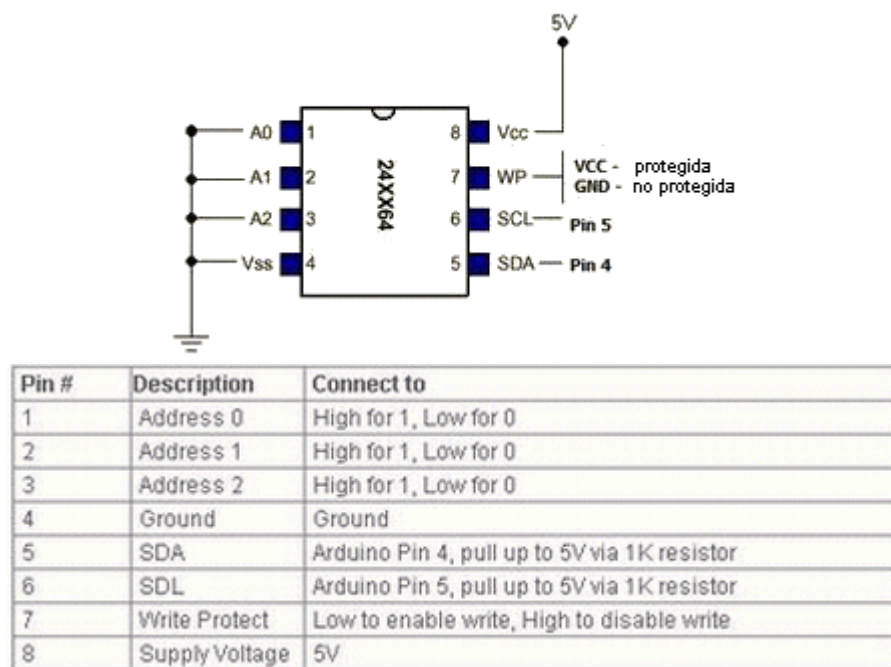 5V
A0 1 8 Vcc
A1 2 7 WP VCC - protegida
GND - no protegida
A2 3 6 SCL Pin 5
Vss 4 5 SDA Pin 4
24XX64
Pin # Description Connect to
1 Address 0 High for 1, Low for 0
2 Address 1 High for 1, Low for 0
3 Address 2 High for 1, Low for 0
4 Ground Ground
5 SDA Arduino Pin 4, pull up to 5V via 1K resistor
6 SDL Arduino Pin 5, pull up to 5V via 1K resistor
7 Write Protect Low to enable write, High to disable write
8 Supply Voltage 5V